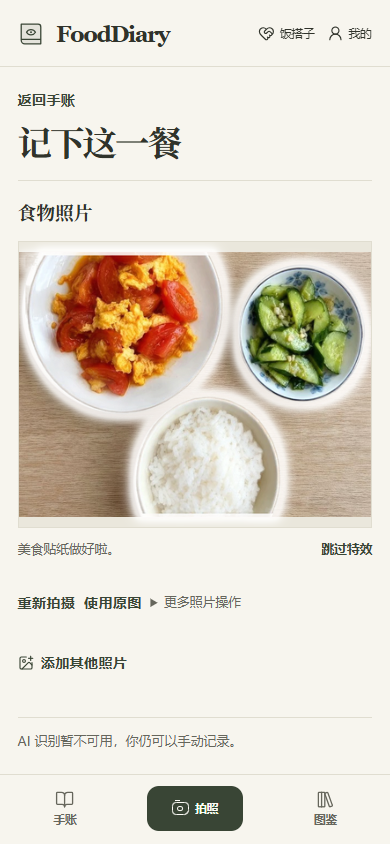 FoodDiary
饭搭子
我的
返回手账
记下这一餐
食物照片
美食贴纸做好啦。
跳过特效
重新拍摄 使用原图 ▶ 更多照片操作
添加其他照片
AI 识别暂不可用，你仍可以手动记录。
手账
拍照
图鉴